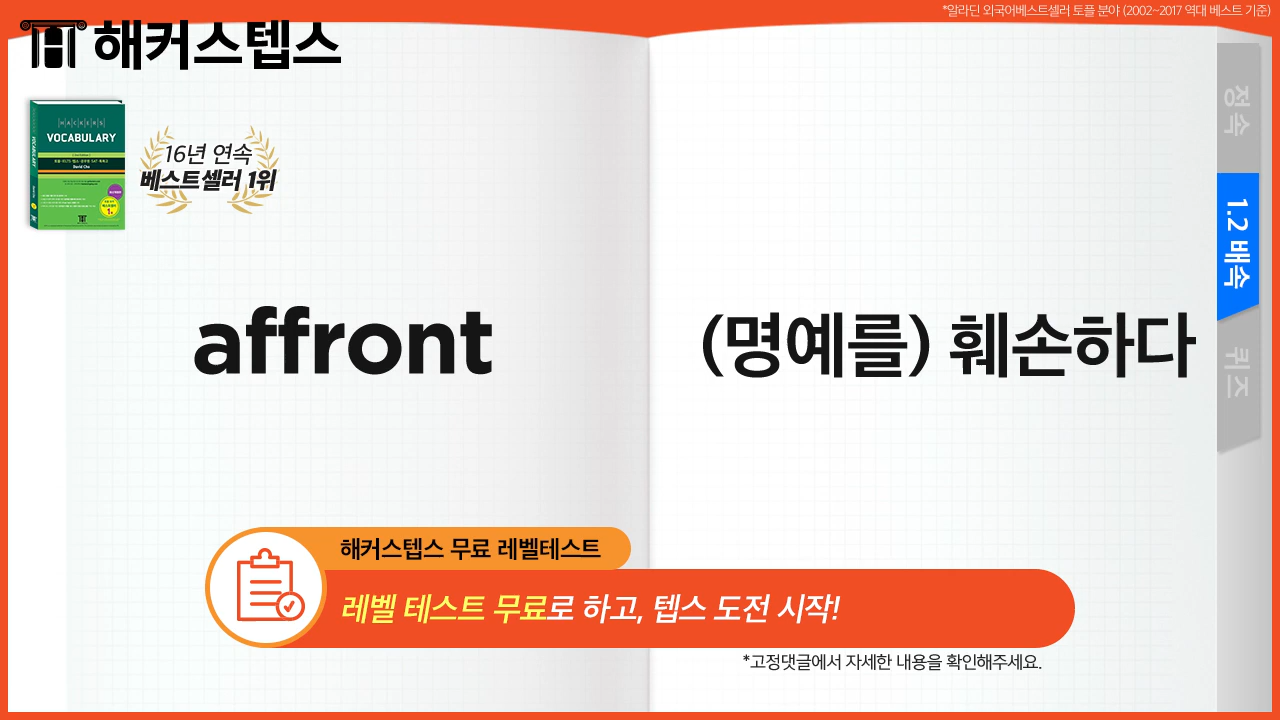 *알라딘 외국어베스트셀러 토플 분야 (2002~2017 역대 베스트 기준)
해커스텝스
HACKERS
VOCABULARY
David Cho
VOCABULARY
16년 연속
베스트셀러 1위
정속
1.2 배속
퀴즈
affront
(명예를) 훼손하다
해커스텝스 무료 레벨테스트
레벨 테스트 무료로 하고, 텝스 도전 시작!
*고정댓글에서 자세한 내용을 확인해주세요.